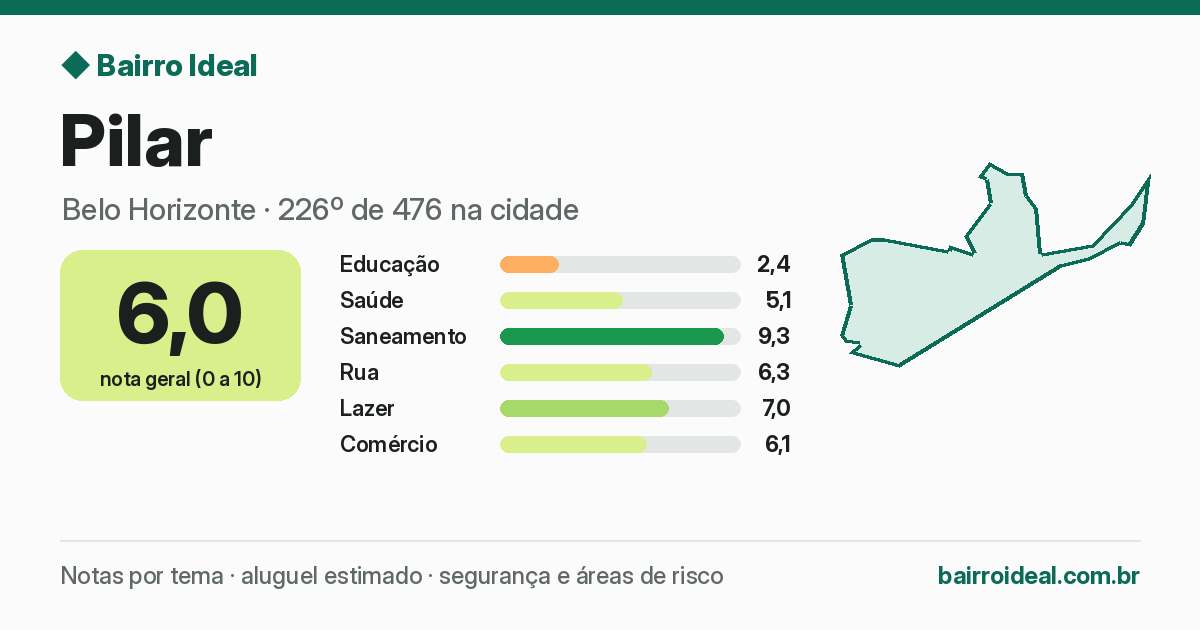 Bairro Ideal
Pilar
Belo Horizonte · 226º de 476 na cidade
6,0
nota geral (0 a 10)
Educação 2,4
Saúde 5,1
Saneamento 9,3
Rua 6,3
Lazer 7,0
Comércio 6,1
Notas por tema · aluguel estimado · segurança e áreas de risco
bairroideal.com.br